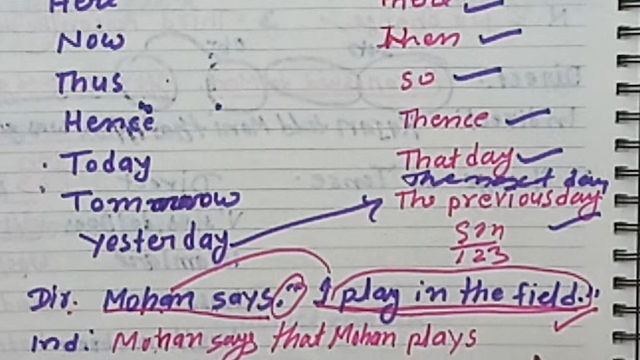 Now Then
Thus So
Hence Thence
Today That day
Tomorrow The next day
yesterday The previous day
123
Dir. Mohan says. " I play in the field."
Ind: Mohan says that Mohan plays